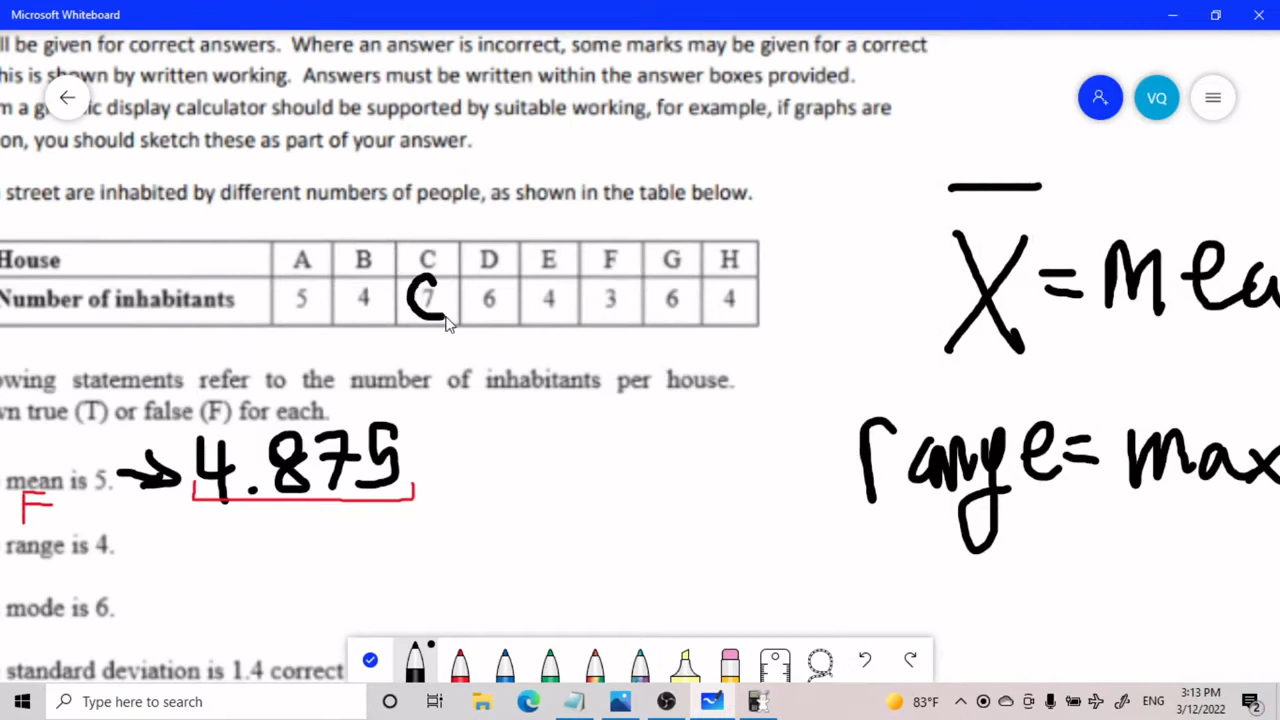 Microsoft Whiteboard
ll be given for correct answers. Where an answer is incorrect, some marks may be given for a correct
his is shown by written working. Answers must be written within the answer boxes provided.
m a g ic display calculator should be supported by suitable working, for example, if graphs are
on, you should sketch these as part of your answer.
VQ
street are inhabited by different numbers of people, as shown in the table below.
House A B C D E F G H
Number of inhabitants 5 4 7 6 4 3 6 4
X = mea
owing statements refer to the number of inhabitants per house.
wn true (T) or false (F) for each.
mean is 5. → 4.875
F
range = max
range is 4.
mode is 6.
standard deviation is 1.4 correct
Type here to search
83°F
ENG
3:13 PM
3/12/2022
2